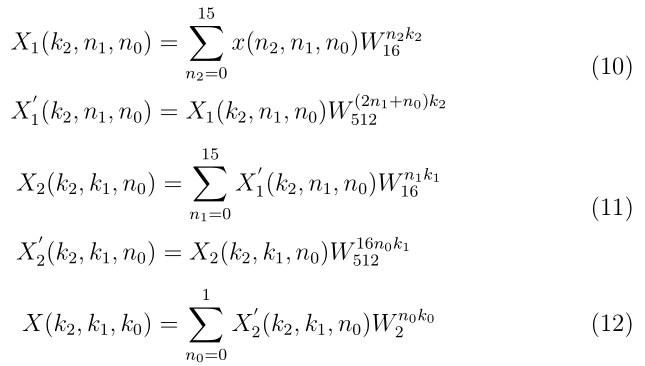 X_1(k_2, n_1, n_0) = \sum_{n_2=0}^{15} x(n_2, n_1, n_0) W_{16}^{n_2 k_2}
(10)
X_1^{'}(k_2, n_1, n_0) = X_1(k_2, n_1, n_0) W_{512}^{(2n_1+n_0)k_2}
X_2(k_2, k_1, n_0) = \sum_{n_1=0}^{15} X_1^{'}(k_2, n_1, n_0) W_{16}^{n_1 k_1}
(11)
X_2^{'}(k_2, k_1, n_0) = X_2(k_2, k_1, n_0) W_{512}^{16 n_0 k_1}
X(k_2, k_1, k_0) = \sum_{n_0=0}^{1} X_2^{'}(k_2, k_1, n_0) W_2^{n_0 k_0} (12)